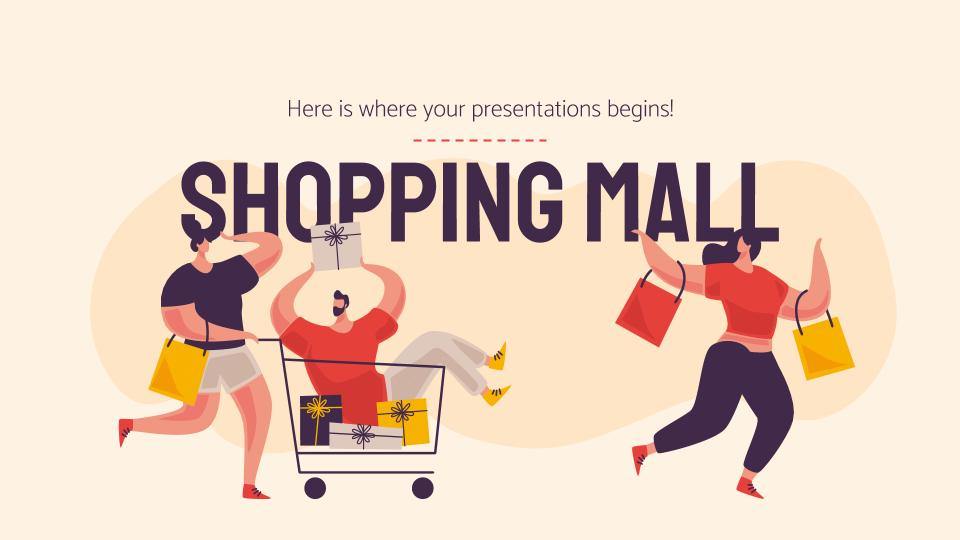 Here is where your presentations begins!
SHOPPING MALL